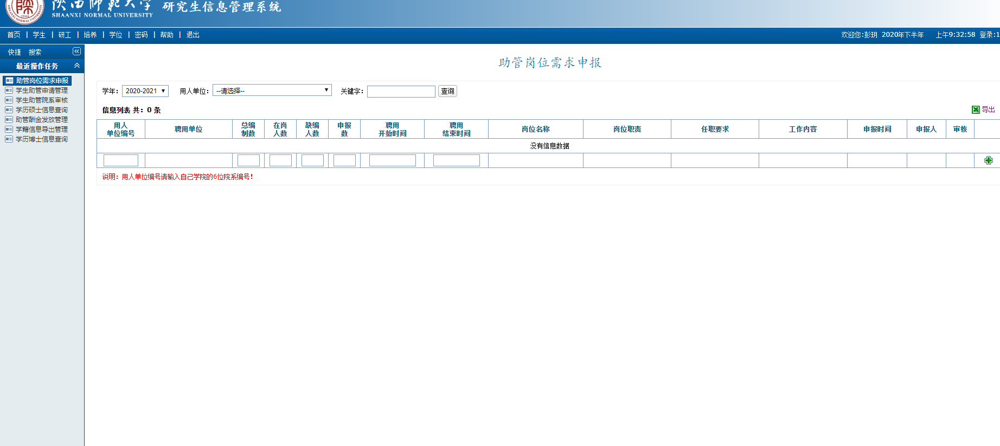 陕西师范大学 研究生信息管理系统
SHAANXI NORMAL UNIVERSITY
首页 | 学生 | 研工 | 培养 | 学位 | 密码 | 帮助 | 退出
欢迎您:彭玥 2020年下半年 上午9:32:58 登录:1
快捷 搜索
最近操作任务
助管岗位需求申报
学生助管申请管理
学生助管院系审核
学历硕士信息查询
助管酬金发放管理
学籍信息导出管理
学历博士信息查询
助管岗位需求申报
学年: 2020-2021 用人单位: --请选择-- 关键字: 查询
信息列表 共: 0 条
导出
用人单位编号 聘用单位 总编制数 在岗人数 缺编人数 申报数 聘用开始时间 聘用结束时间 岗位名称 岗位职责 任职要求 工作内容 申报时间 申报人 审核
没有信息数据
说明: 用人单位编号请输入自己学院的6位院系编号!